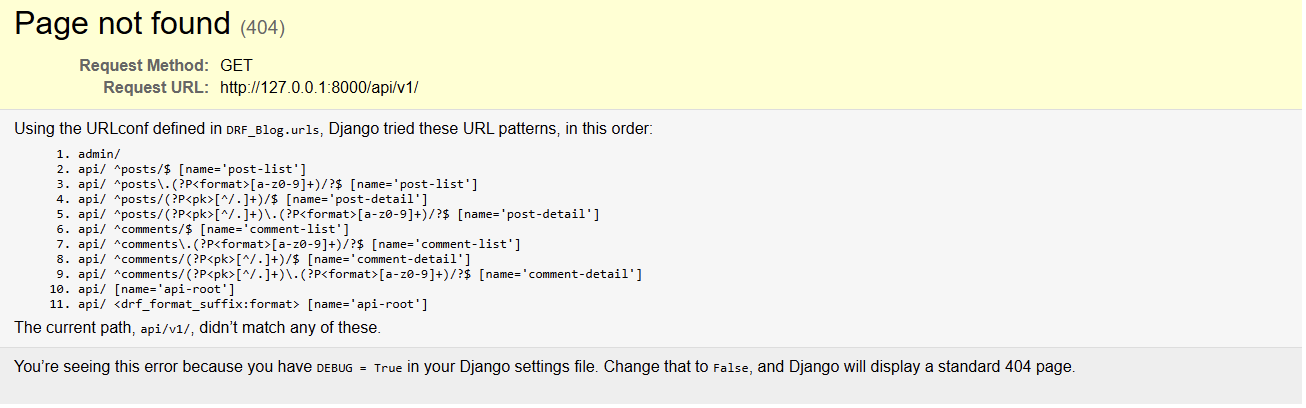 Page not found (404)
Request Method: GET
Request URL: http://127.0.0.1:8000/api/v1/
Using the URLconf defined in DRF_Blog.urls, Django tried these URL patterns, in this order:
1. admin/
2. api/ ^posts/$ [name='post-list']
3. api/ ^posts\.(?P<format>[a-z0-9]+)/?$ [name='post-list']
4. api/ ^posts/(?P<pk>[^/.]+)/$ [name='post-detail']
5. api/ ^posts/(?P<pk>[^/.]+)\.(?P<format>[a-z0-9]+)/?$ [name='post-detail']
6. api/ ^comments/$ [name='comment-list']
7. api/ ^comments\.(?P<format>[a-z0-9]+)/?$ [name='comment-list']
8. api/ ^comments/(?P<pk>[^/.]+)/$ [name='comment-detail']
9. api/ ^comments/(?P<pk>[^/.]+)\.(?P<format>[a-z0-9]+)/?$ [name='comment-detail']
10. api/ [name='api-root']
11. api/ <drf_format_suffix:format> [name='api-root']
The current path, api/v1/, didn’t match any of these.
You’re seeing this error because you have DEBUG = True in your Django settings file. Change that to False, and Django will display a standard 404 page.